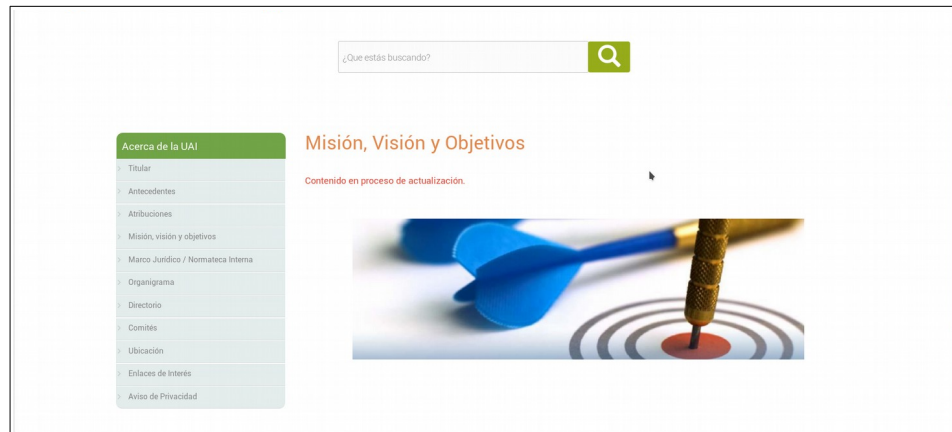 ¿Que estás buscando?
Acerca de la UAI
Titular
Antecedentes
Atribuciones
Misión, visión y objetivos
Marco Jurídico / Normateca Interna
Organigrama
Directorio
Comités
Ubicación
Enlaces de Interés
Aviso de Privacidad
Misión, Visión y Objetivos
Contenido en proceso de actualización.